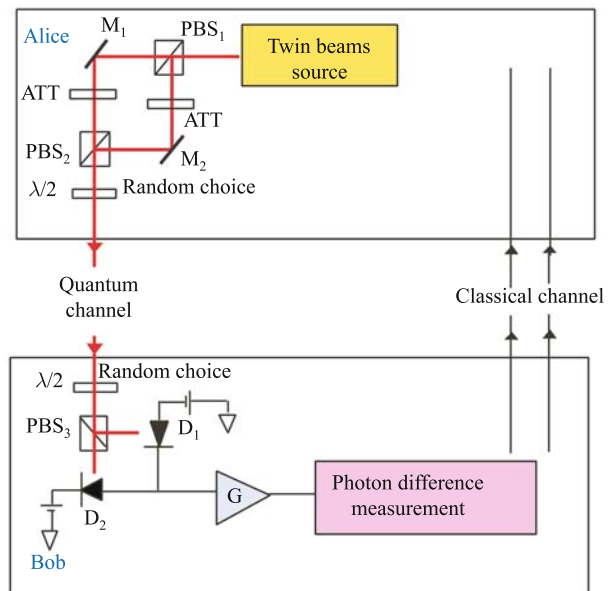 Alice
M1
PBS1
Twin beams
source
ATT
ATT
PBS2
M2
λ/2
Random choice
Quantum
channel
Classical channel
λ/2
Random choice
PBS3
D1
D2
G
Photon difference
measurement
Bob